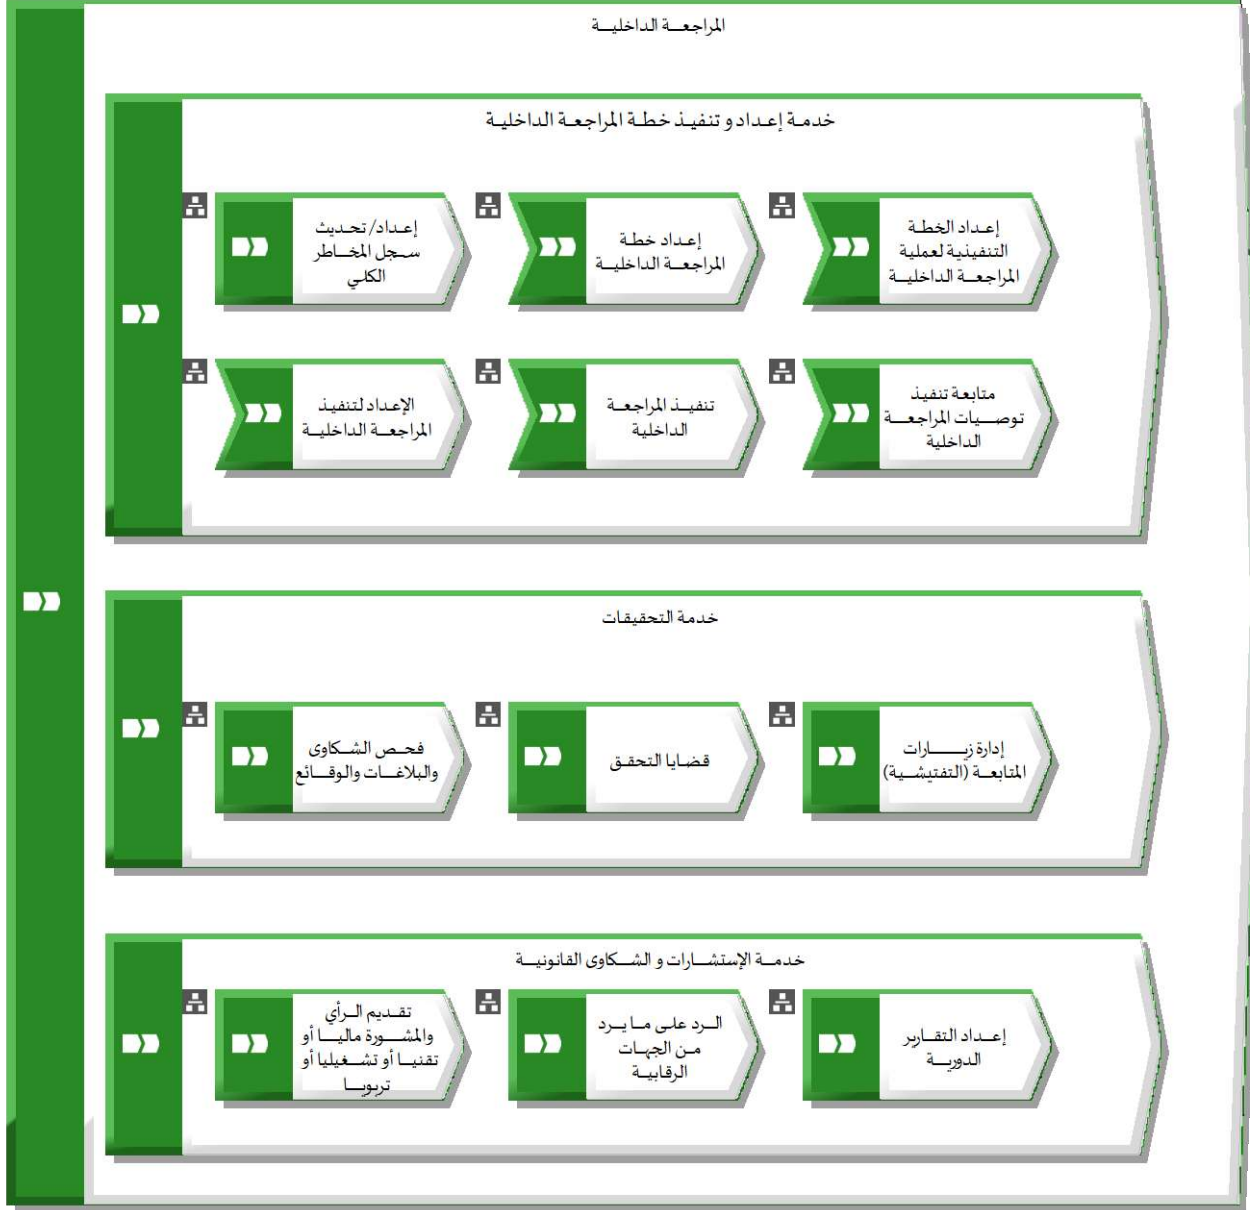 المراجعة الداخلية
خدمة إعداد و تنفيذ خطة المراجعة الداخلية
إعداد/ تحديث
سجل المخاطر
الكلي
إعداد خطة
المراجعة الداخلية
إعداد الخطة
التنفيذية لعملية
المراجعة الداخلية
الإعداد لتنفيذ
المراجعة الداخلية
تنفيذ المراجعة
الداخلية
متابعة تنفيذ
توصيات المراجعة
الداخلية
خدمة التحقيقات
فحص الشكاوى
والبلاغات والوقائع
قضايا التحقق
إدارة زيارات
المتابعة (التفتيشية)
خدمة الإستشارات و الشكاوى القانونية
تقديم الرأي
والمشورة ماليا أو
تقنيا أو تشغيليا أو
تربويا
الرد على ما يرد
من الجهات
الرقابية
إعداد التقارير
الدورية